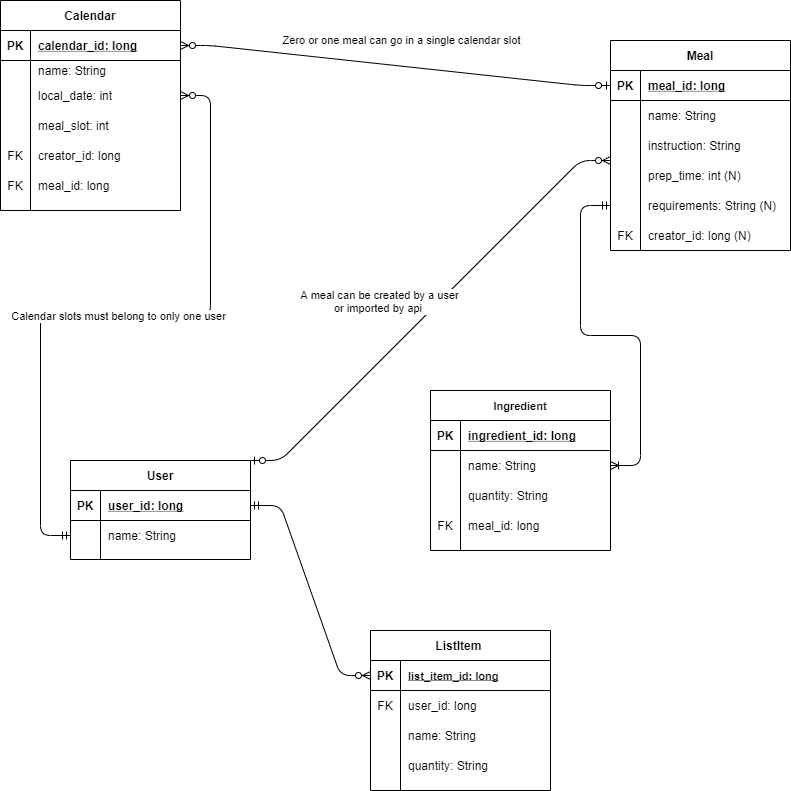 Calendar
PK calendar_id: long
name: String
local_date: int
meal_slot: int
FK creator_id: long
FK meal_id: long
Zero or one meal can go in a single calendar slot
Meal
PK meal_id: long
name: String
instruction: String
prep_time: int (N)
requirements: String (N)
FK creator_id: long (N)
A meal can be created by a user
or imported by api
Calendar slots must belong to only one user
Ingredient
PK ingredient_id: long
name: String
quantity: String
FK meal_id: long
User
PK user_id: long
name: String
ListItem
PK list_item_id: long
FK user_id: long
name: String
quantity: String